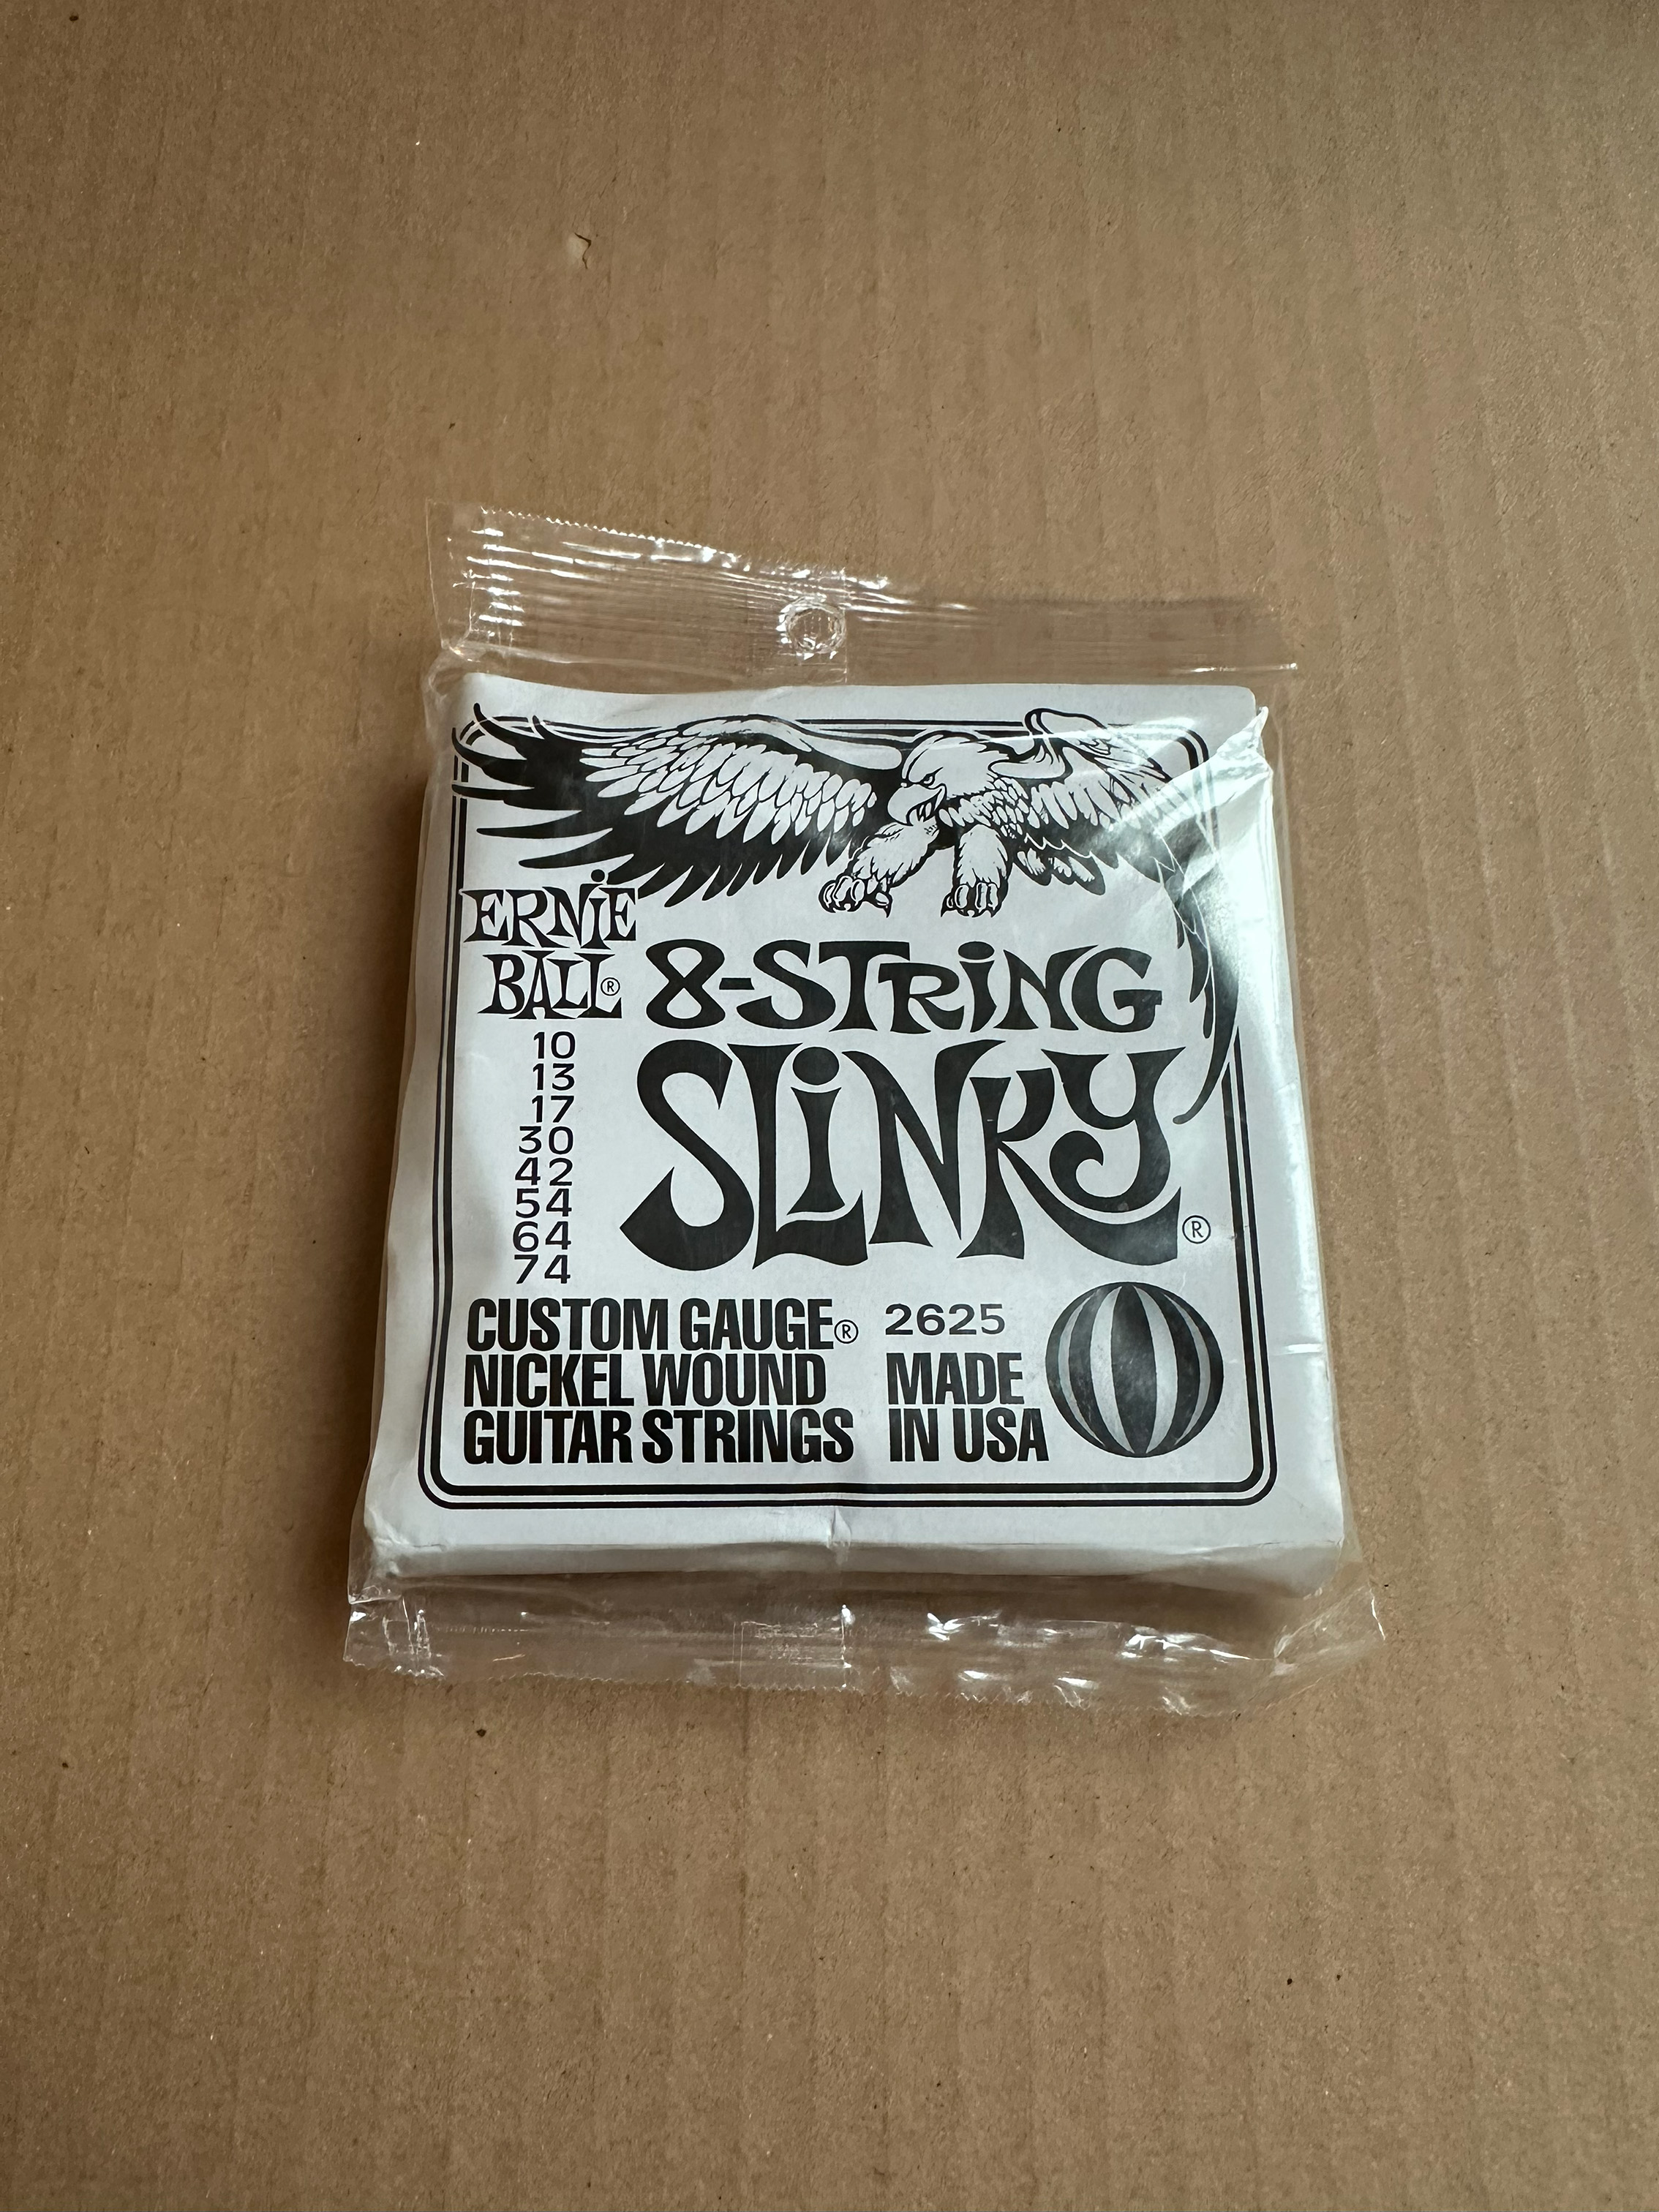 ERNiE
BALL®
8-STRiNG
SLiNKY®
10
13
17
30
42
54
64
74
CUSTOM GAUGE®
NICKEL WOUND
GUITAR STRINGS
2625
MADE
IN USA